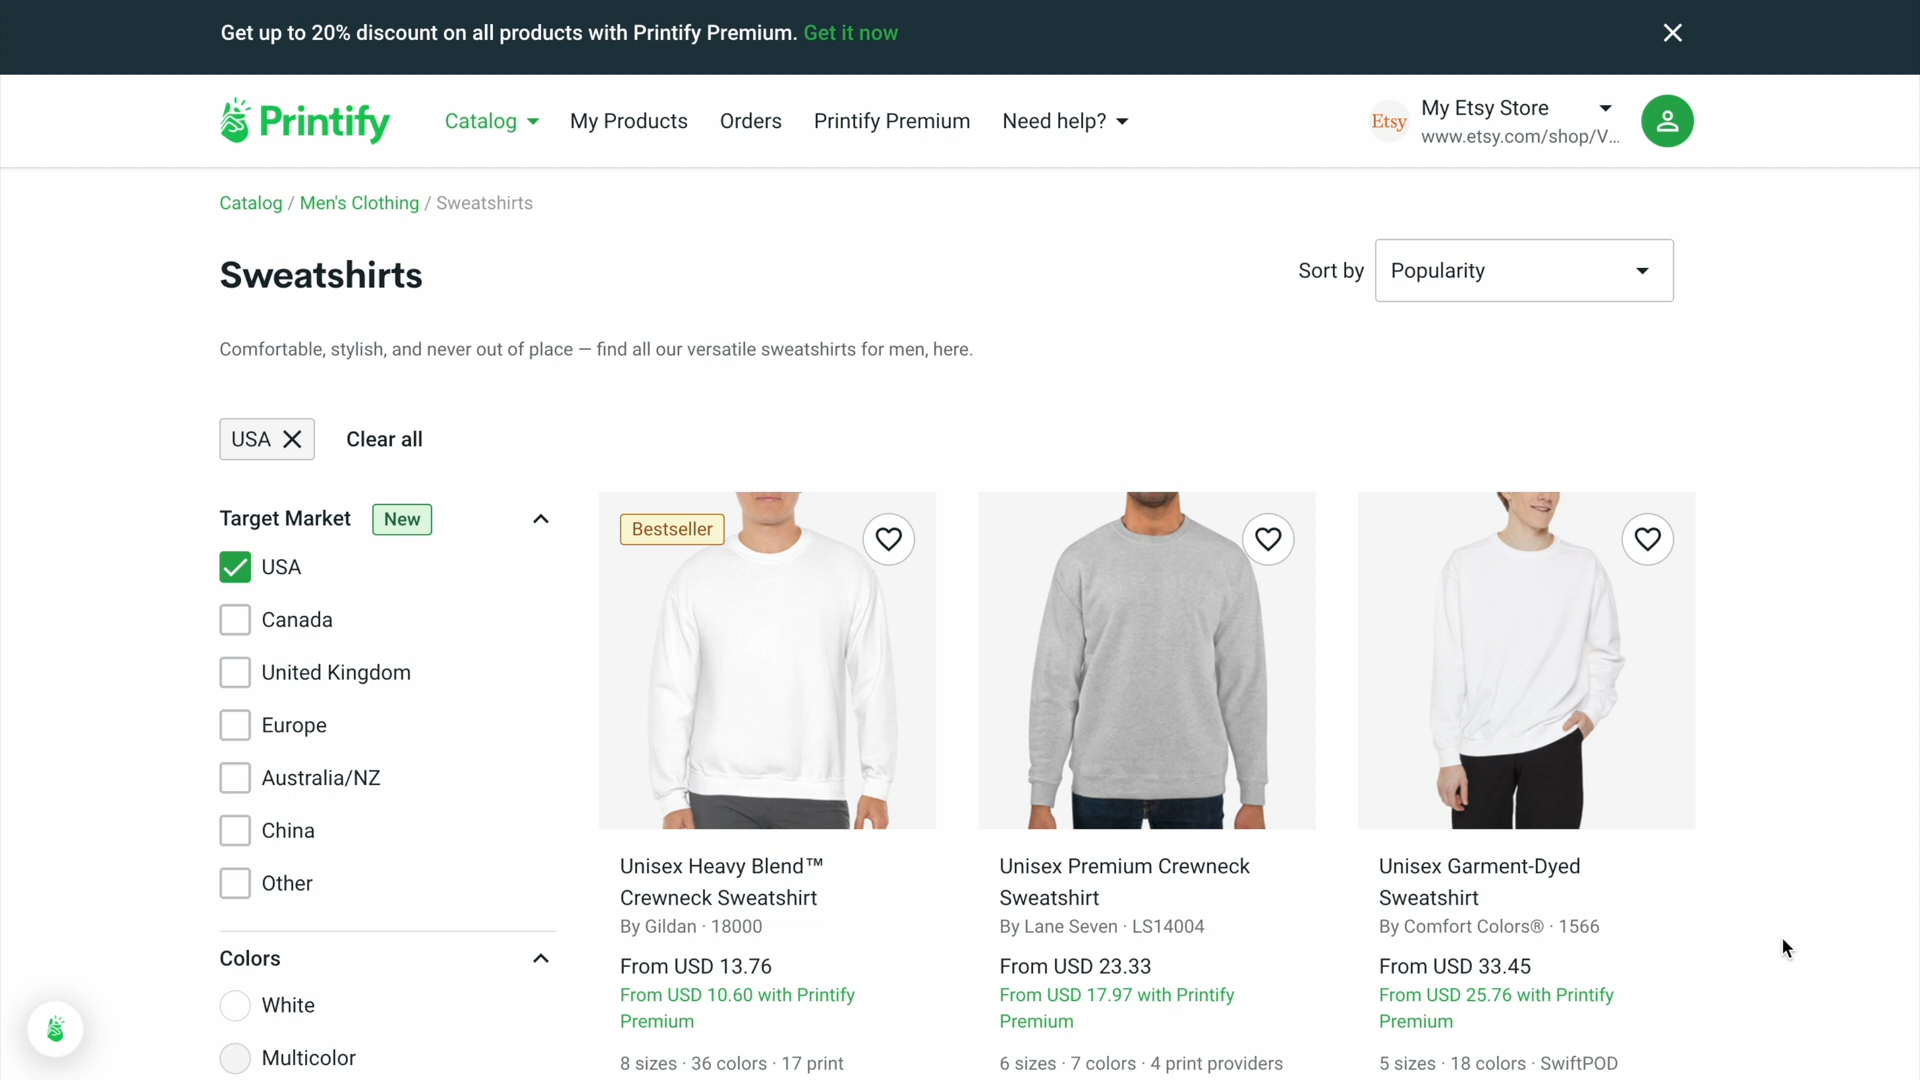 Get up to 20% discount on all products with Printify Premium. Get it now
Printify
Catalog
My Products
Orders
Printify Premium
Need help?
Etsy
My Etsy Store
www.etsy.com/shop/V...
Catalog / Men's Clothing / Sweatshirts
Sweatshirts
Sort by
Popularity
Comfortable, stylish, and never out of place — find all our versatile sweatshirts for men, here.
USA
Clear all
Target Market
New
USA
Canada
United Kingdom
Europe
Australia/NZ
China
Other
Colors
White
Multicolor
Bestseller
Unisex Heavy Blend™
Crewneck Sweatshirt
By Gildan · 18000
From USD 13.76
From USD 10.60 with Printify
Premium
8 sizes · 36 colors · 17 print
Unisex Premium Crewneck
Sweatshirt
By Lane Seven · LS14004
From USD 23.33
From USD 17.97 with Printify
Premium
6 sizes · 7 colors · 4 print providers
Unisex Garment-Dyed
Sweatshirt
By Comfort Colors® · 1566
From USD 33.45
From USD 25.76 with Printify
Premium
5 sizes · 18 colors · SwiftPOD